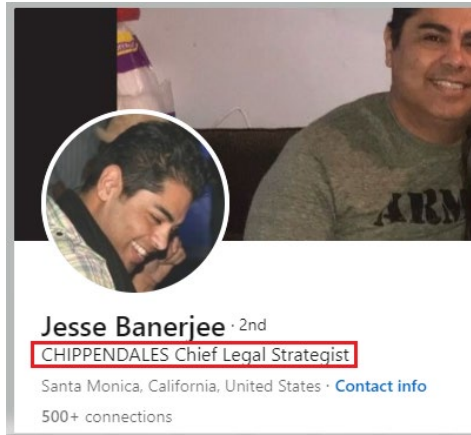 ARM
Jesse Banerjee · 2nd
CHIPPENDALES Chief Legal Strategist
Santa Monica, California, United States · Contact info
500+ connections